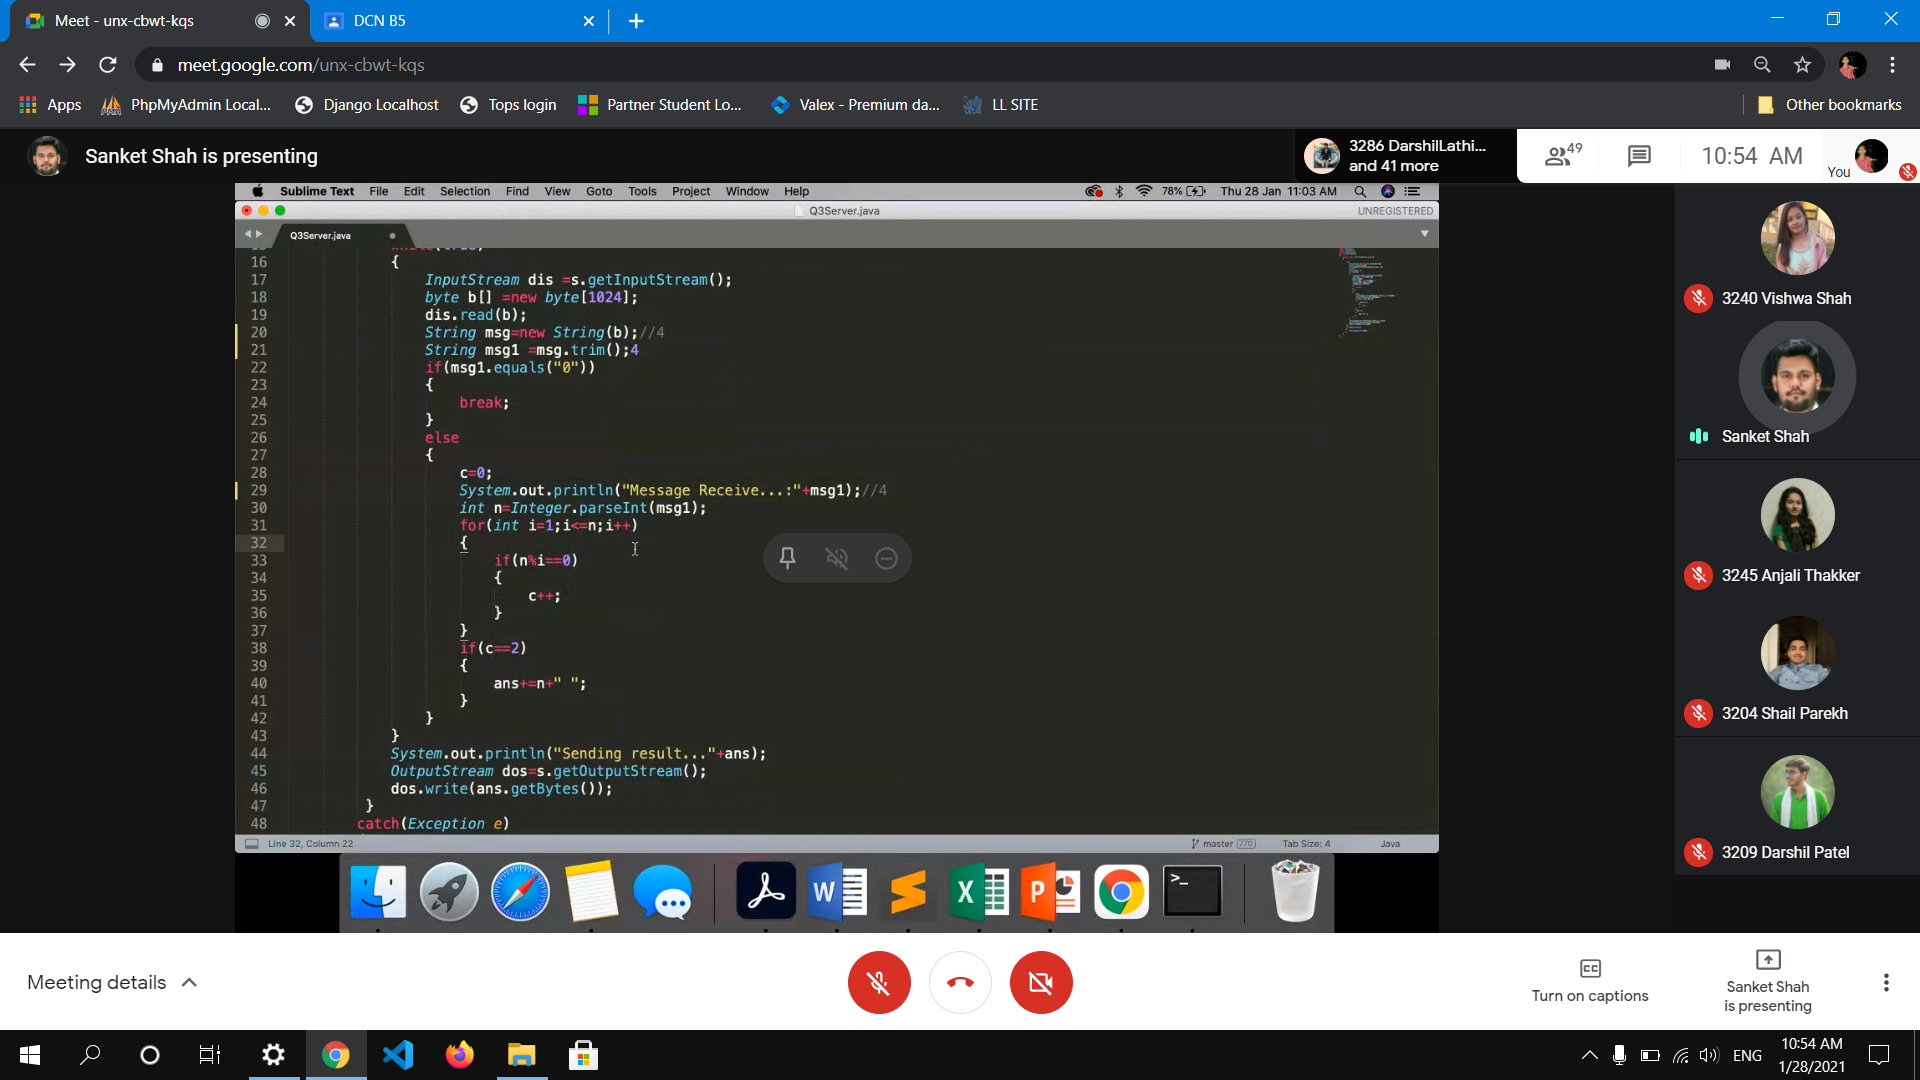 Meet - unx-cbwt-kqs
DCN B5
meet.google.com/unx-cbwt-kqs
Apps
PhpMyAdmin Local...
Django Localhost
Tops login
Partner Student Lo...
Valex - Premium da...
LL SITE
Other bookmarks
Sanket Shah is presenting
3286 DarshilLathi...
and 41 more
49
10:54 AM
You
Sublime Text File Edit Selection Find View Goto Tools Project Window Help
78%
Thu 28 Jan 11:03 AM
Q3Server.java
UNREGISTERED
Q3Server.java
16 {
17 InputStream dis =s.getInputStream();
18 byte b[] =new byte[1024];
19 dis.read(b);
20 String msg=new String(b);//4
21 String msg1 =msg.trim();4
22 if(msg1.equals("0"))
23 {
24 break;
25 }
26 else
27 {
28 c=0;
29 System.out.println("Message Receive...:"+msg1);//4
30 int n=Integer.parseInt(msg1);
31 for(int i=1;i<=n;i++)
32 {
33 if(n%i==0)
34 {
35 c++;
36 }
37 }
38 if(c==2)
39 {
40 ans+=n+" ";
41 }
42 }
43 }
44 System.out.println("Sending result..."+ans);
45 OutputStream dos=s.getOutputStream();
46 dos.write(ans.getBytes());
47 }
48 catch(Exception e)
Line 32, Column 22
master 770
Tab Size: 4
Java
3240 Vishwa Shah
Sanket Shah
3245 Anjali Thakker
3204 Shail Parekh
3209 Darshil Patel
Meeting details
Turn on captions
Sanket Shah
is presenting
ENG
10:54 AM
1/28/2021